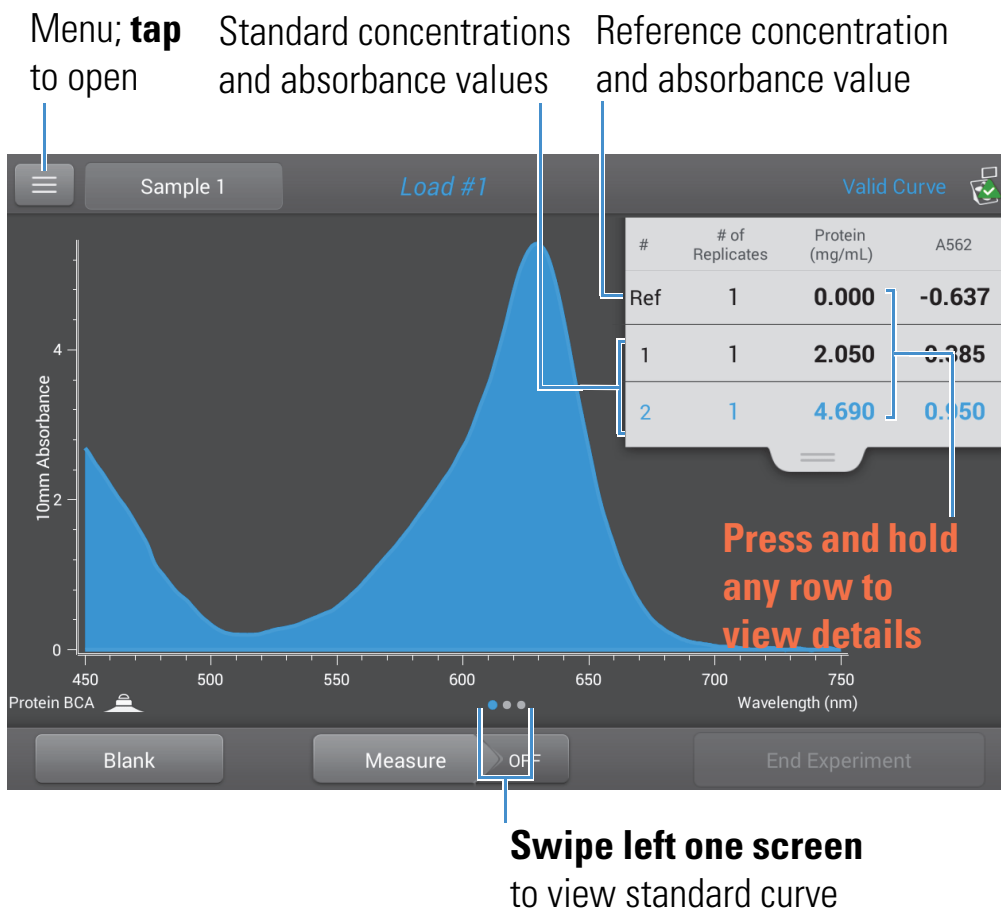 Menu; tap
to open
Standard concentrations
and absorbance values
Reference concentration
and absorbance value
Sample 1
Load #1
Valid Curve
# # of Replicates Protein (mg/mL) A562
Ref 1 0.000 -0.637
1 1 2.050 0.385
2 1 4.690 0.950
Press and hold
any row to
view details
10mm Absorbance
4
2
0
450 500 550 600 650 700 750
Protein BCA
Wavelength (nm)
Blank
Measure
OFF
End Experiment
Swipe left one screen
to view standard curve